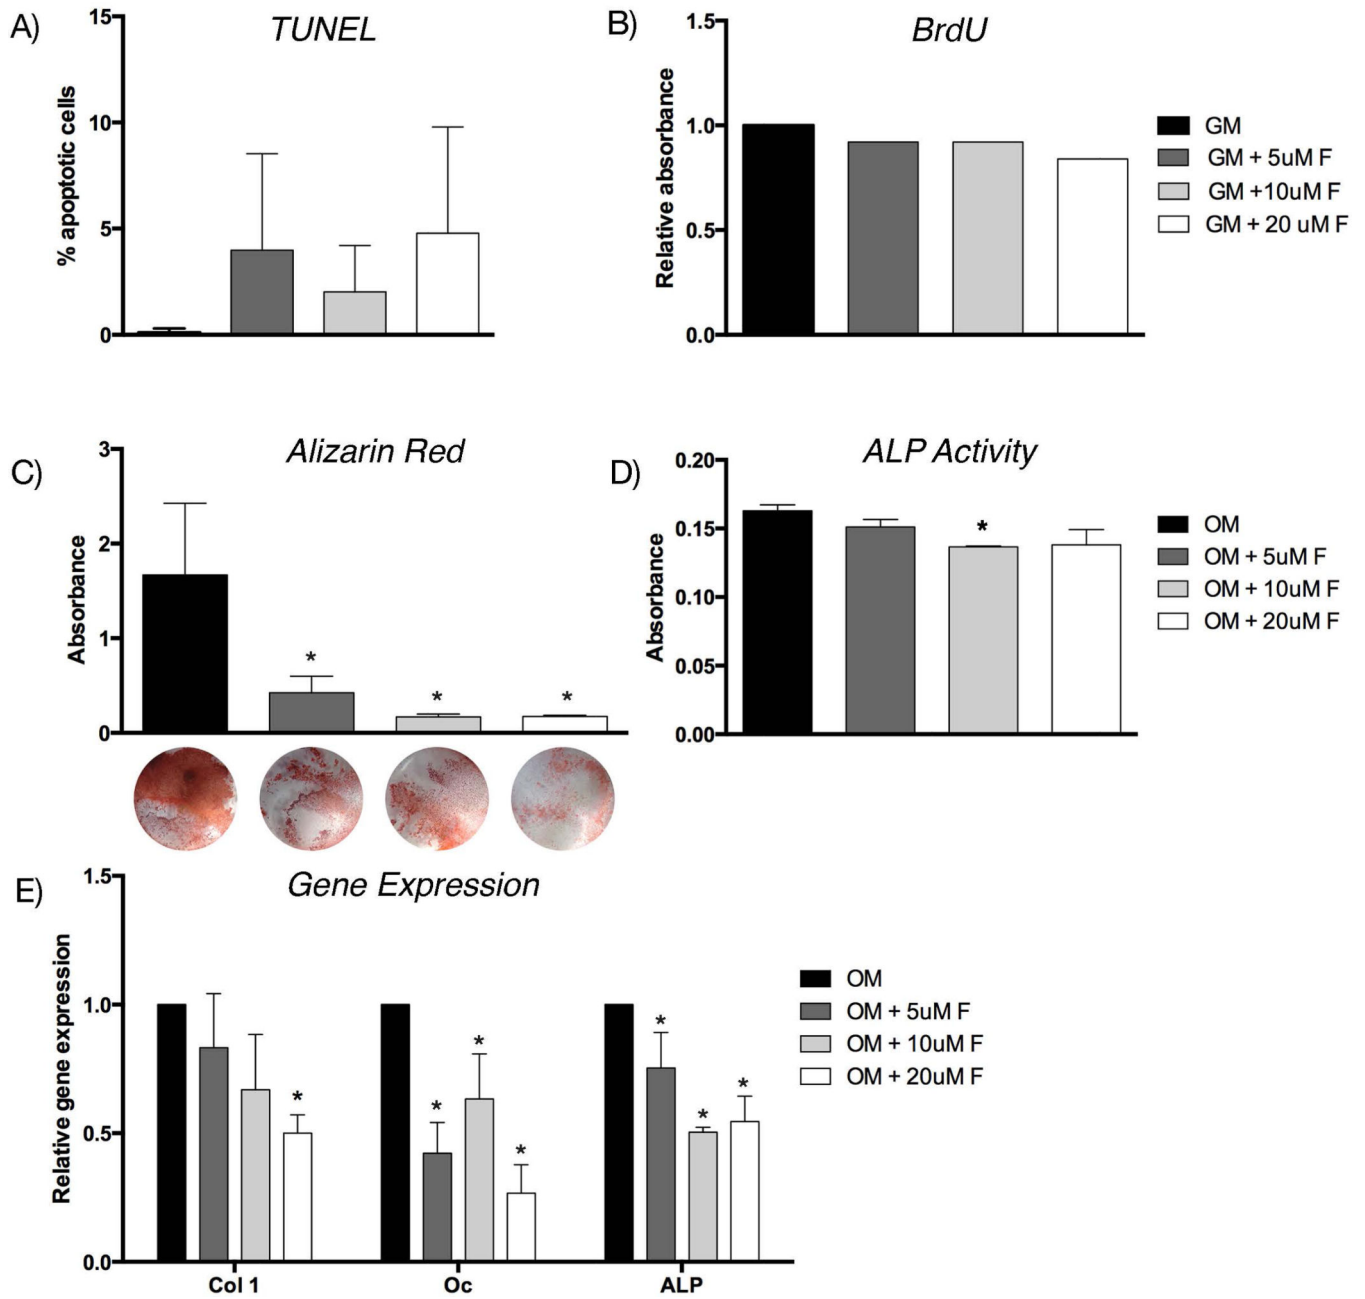 A)
TUNEL
% apoptotic cells
15
10
5
0
B)
BrdU
Relative absorbance
1.5
1.0
0.5
0.0
GM
GM + 5uM F
GM +10uM F
GM + 20 uM F
C)
Alizarin Red
Absorbance
3
2
1
0
*
*
*
D)
ALP Activity
Absorbance
0.20
0.15
0.10
0.05
0.00
*
OM
OM + 5uM F
OM + 10uM F
OM + 20uM F
E)
Gene Expression
Relative gene expression
1.5
1.0
0.5
0.0
*
*
*
*
*
*
*
Col 1
Oc
ALP
OM
OM + 5uM F
OM + 10uM F
OM + 20uM F